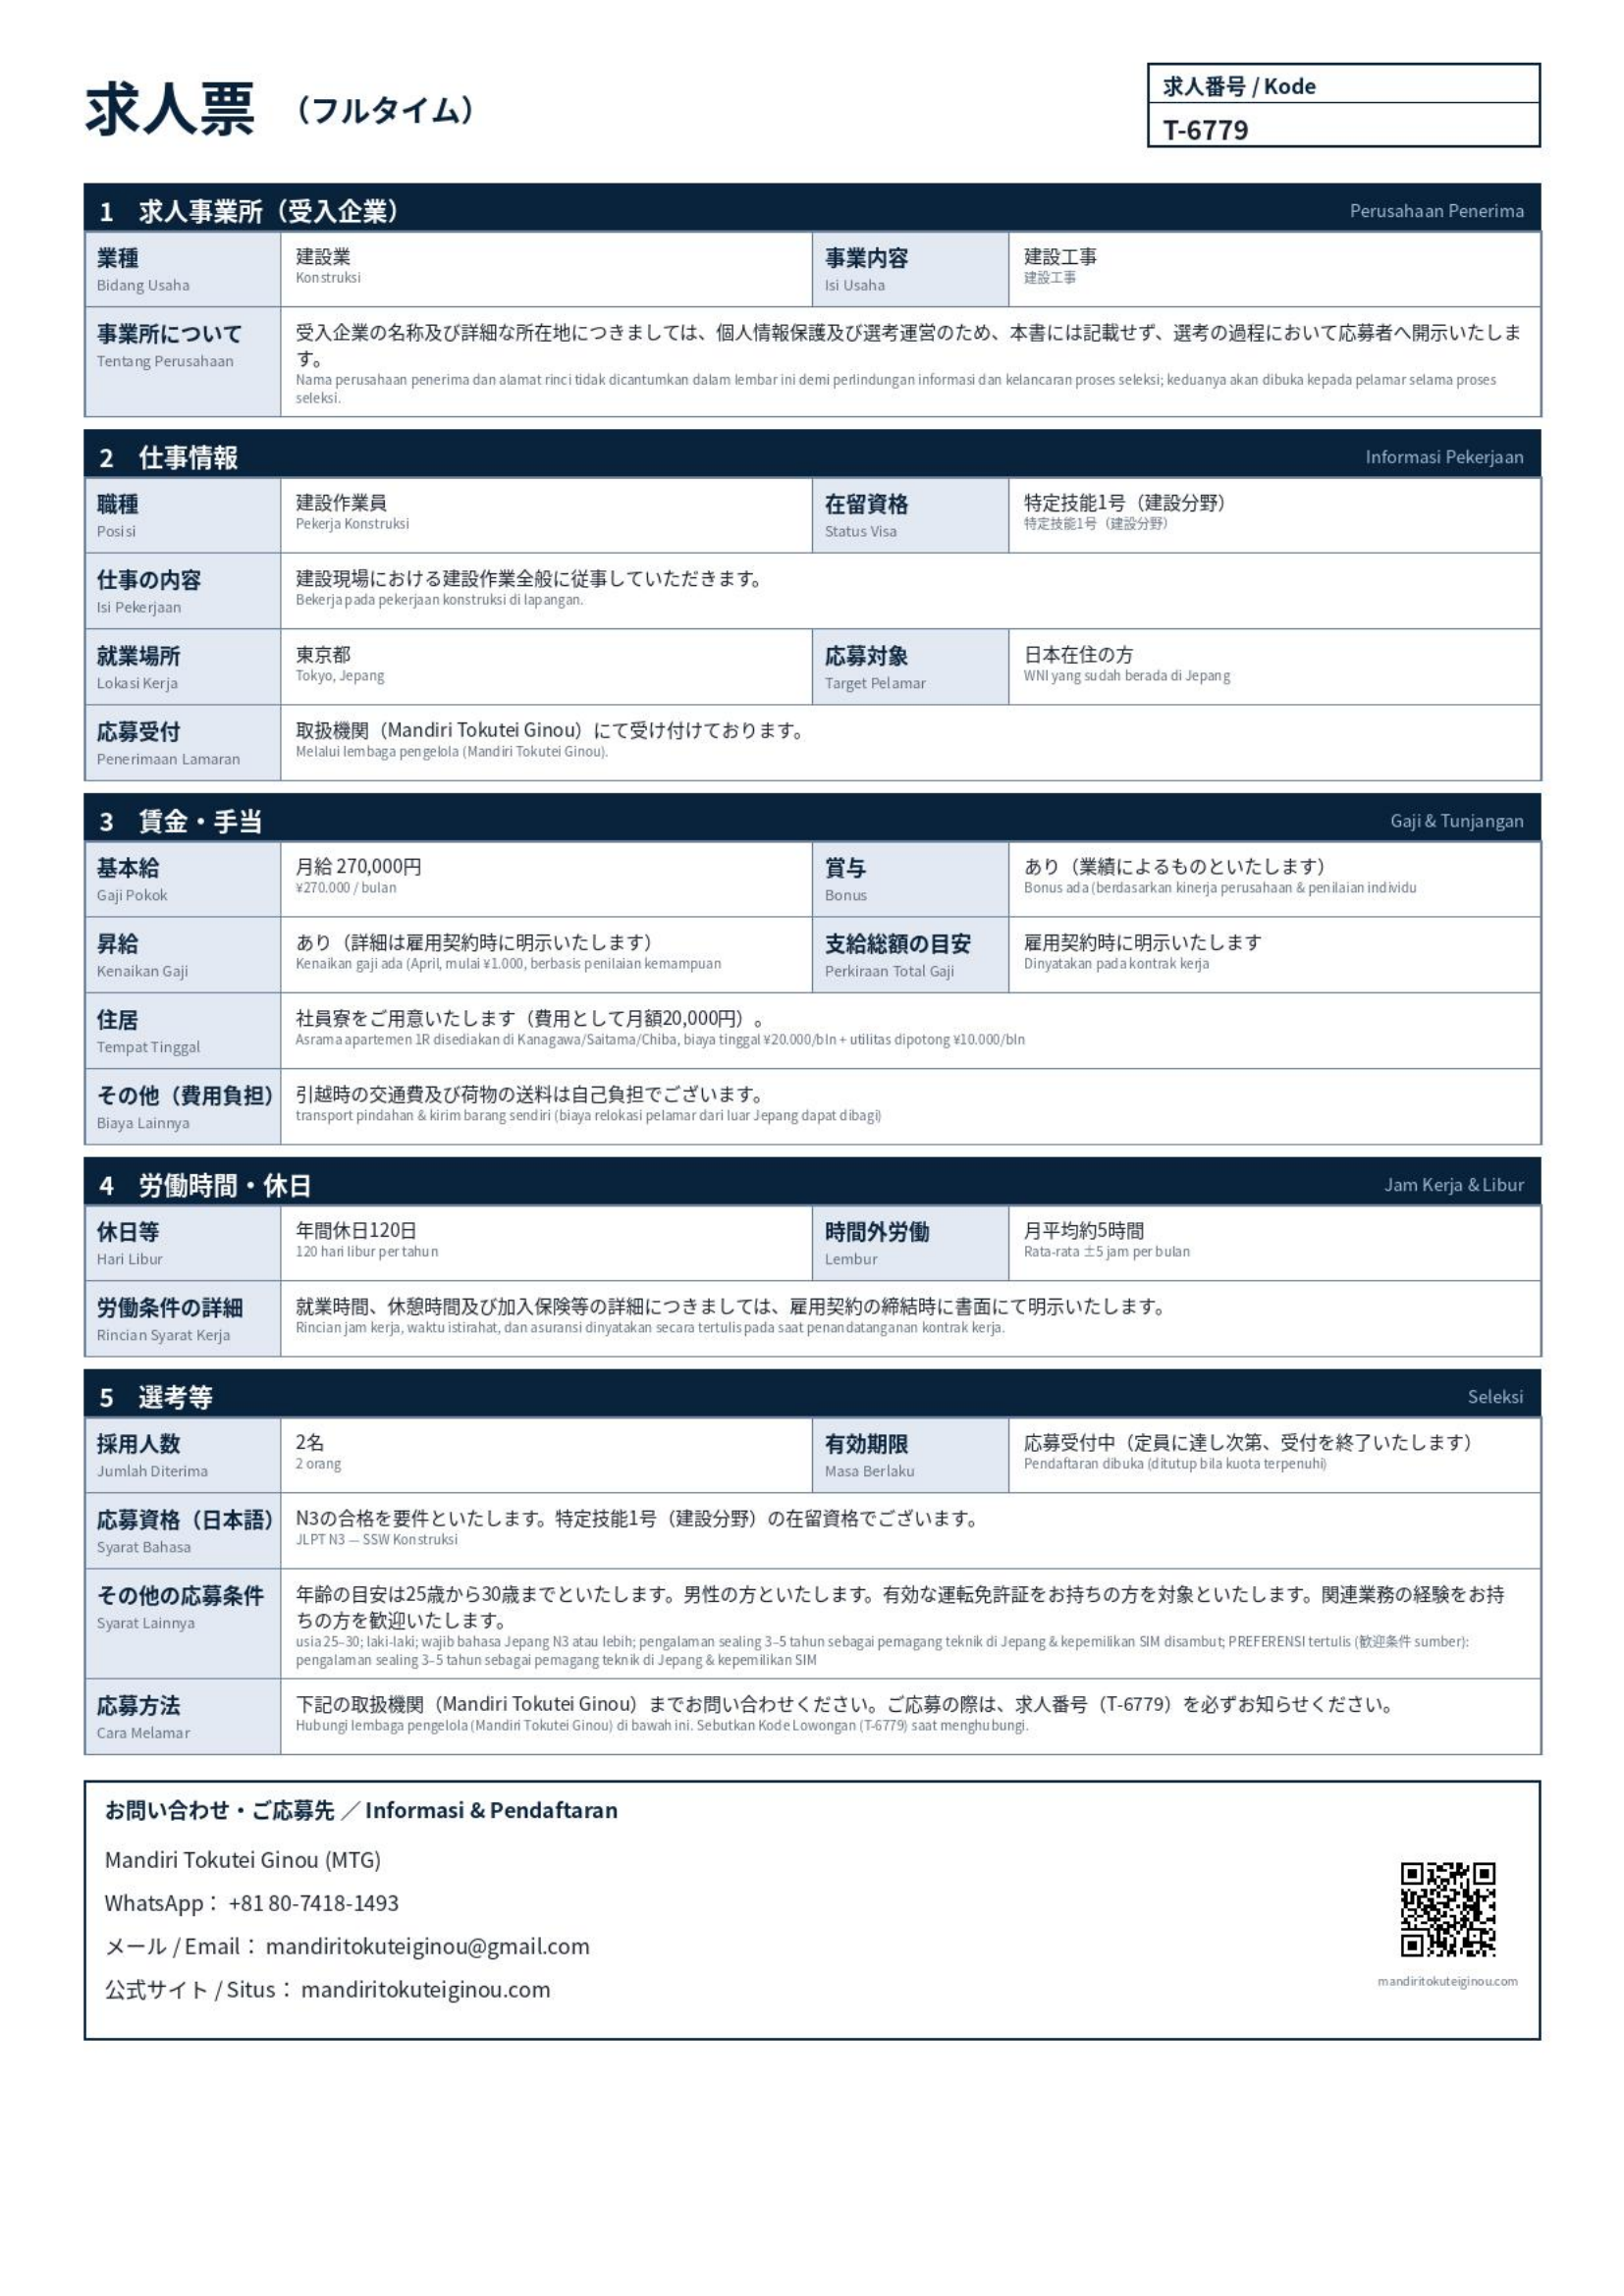 求人票 （フルタイム）
求人番号 / Kode
T-6779
1 求人事業所（受入企業） Perusahaan Penerima
業種
Bidang Usaha
建設業
Konstruksi
事業内容
Isi Usaha
建設工事
建設工事
事業所について
Tentang Perusahaan
受入企業の名称及び詳細な所在地につきましては、個人情報保護及び選考運営のため、本書には記載せず、選考の過程において応募者へ開示いたしま
す。
Nama perusahaan penerima dan alamat rinci tidak dicantumkan dalam lembar ini demi perlindungan informasi dan kelancaran proses seleksi; keduanya akan dibuka kepada pelamar selama proses
seleksi.
2 仕事情報 Informasi Pekerjaan
職種
Posisi
建設作業員
Pekerja Konstruksi
在留資格
Status Visa
特定技能1号（建設分野）
特定技能1号（建設分野）
仕事の内容
Isi Pekerjaan
建設現場における建設作業全般に従事していただきます。
Bekerja pada pekerjaan konstruksi di lapangan.
就業場所
Lokasi Kerja
東京都
Tokyo, Jepang
応募対象
Target Pelamar
日本在住の方
WNI yang sudah berada di Jepang
応募受付
Penerimaan Lamaran
取扱機関（Mandiri Tokutei Ginou）にて受け付けております。
Melalui lembaga pengelola (Mandiri Tokutei Ginou).
3 賃金・手当 Gaji & Tunjangan
基本給
Gaji Pokok
月給 270,000円
¥270.000 / bulan
賞与
Bonus
あり（業績によるものといたします）
Bonus ada (berdasarkan kinerja perusahaan & penilaian individu
昇給
Kenaikan Gaji
あり（詳細は雇用契約時に明示いたします）
Kenaikan gaji ada (April, mulai ¥1.000, berbasis penilaian kemampuan
支給総額の目安
Perkiraan Total Gaji
雇用契約時に明示いたします
Dinyatakan pada kontrak kerja
住居
Tempat Tinggal
社員寮をご用意いたします（費用として月額20,000円）。
Asrama apartemen 1R disediakan di Kanagawa/Saitama/Chiba, biaya tinggal ¥20.000/bln + utilitas dipotong ¥10.000/bln
その他（費用負担）
Biaya Lainnya
引越時の交通費及び荷物の送料は自己負担でございます。
transport pindahan & kirim barang sendiri (biaya relokasi pelamar dari luar Jepang dapat dibagi)
4 労働時間・休日 Jam Kerja & Libur
休日等
Hari Libur
年間休日120日
120 hari libur per tahun
時間外労働
Lembur
月平均約5時間
Rata-rata ±5 jam per bulan
労働条件の詳細
Rincian Syarat Kerja
就業時間、休憩時間及び加入保険等の詳細につきましては、雇用契約の締結時に書面にて明示いたします。
Rincian jam kerja, waktu istirahat, dan asuransi dinyatakan secara tertulis pada saat penandatanganan kontrak kerja.
5 選考等 Seleksi
採用人数
Jumlah Diterima
2名
2 orang
有効期限
Masa Berlaku
応募受付中（定員に達し次第、受付を終了いたします）
Pendaftaran dibuka (ditutup bila kuota terpenuhi)
応募資格（日本語）
Syarat Bahasa
N3の合格を要件といたします。特定技能1号（建設分野）の在留資格でございます。
JLPT N3 — SSW Konstruksi
その他の応募条件
Syarat Lainnya
年齢の目安は25歳から30歳までといたします。男性の方といたします。有効な運転免許証をお持ちの方を対象といたします。関連業務の経験をお持
ちの方を歓迎いたします。
usia 25–30; laki-laki; wajib bahasa Jepang N3 atau lebih; pengalaman sealing 3–5 tahun sebagai pemagang teknik di Jepang & kepemilikan SIM disambut; PREFERENSI tertulis (歓迎条件 sumber):
pengalaman sealing 3–5 tahun sebagai pemagang teknik di Jepang & kepemilikan SIM
応募方法
Cara Melamar
下記の取扱機関（Mandiri Tokutei Ginou）までお問い合わせください。ご応募の際は、求人番号（T-6779）を必ずお知らせください。
Hubungi lembaga pengelola (Mandiri Tokutei Ginou) di bawah ini. Sebutkan Kode Lowongan (T-6779) saat menghubungi.
お問い合わせ・ご応募先 ／ Informasi & Pendaftaran
Mandiri Tokutei Ginou (MTG)
WhatsApp： +81 80-7418-1493
メール / Email： mandiritokuteiginou@gmail.com
公式サイト / Situs： mandiritokuteiginou.com
mandiritokuteiginou.com